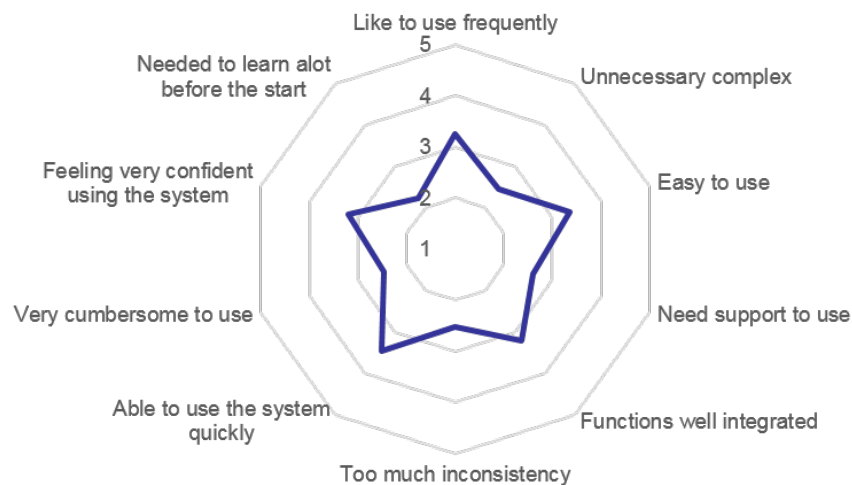 Like to use frequently
5
Needed to learn alot
before the start
Unnecessary complex
4
3
Feeling very confident
using the system
Easy to use
2
1
Very cumbersome to use
Need support to use
Able to use the system
quickly
Functions well integrated
Too much inconsistency